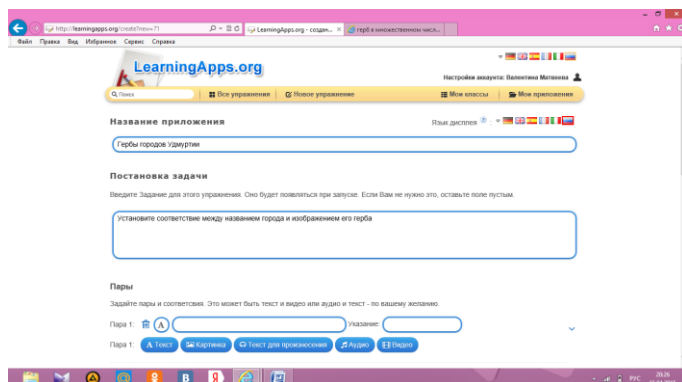 http://learningapps.org/create?new=71
LearningApps.org - создан...
герб в множественном числ...
Файл Правка Вид Избранное Сервис Справка
LearningApps.org
Настройки аккаунта: Валентина Матвеева
Поиск Все упражнения Новое упражнение Мои классы Мои приложения
Название приложения Язык дисплея
Гербы городов Удмуртии
Постановка задачи
Введите Задание для этого упражнения. Оно будет появляться при запуске. Если Вам не нужно это, оставьте поле пустым.
Установите соответствие между названием города и изображением его герба
Пары
Задайте пары и соответсвия. Это может быть текст и видео или аудио и текст - по вашему желанию.
Пара 1: A Указание:
Пара 1: A Текст Картинка Текст для произнесения Аудио Видео
РУС 20:26